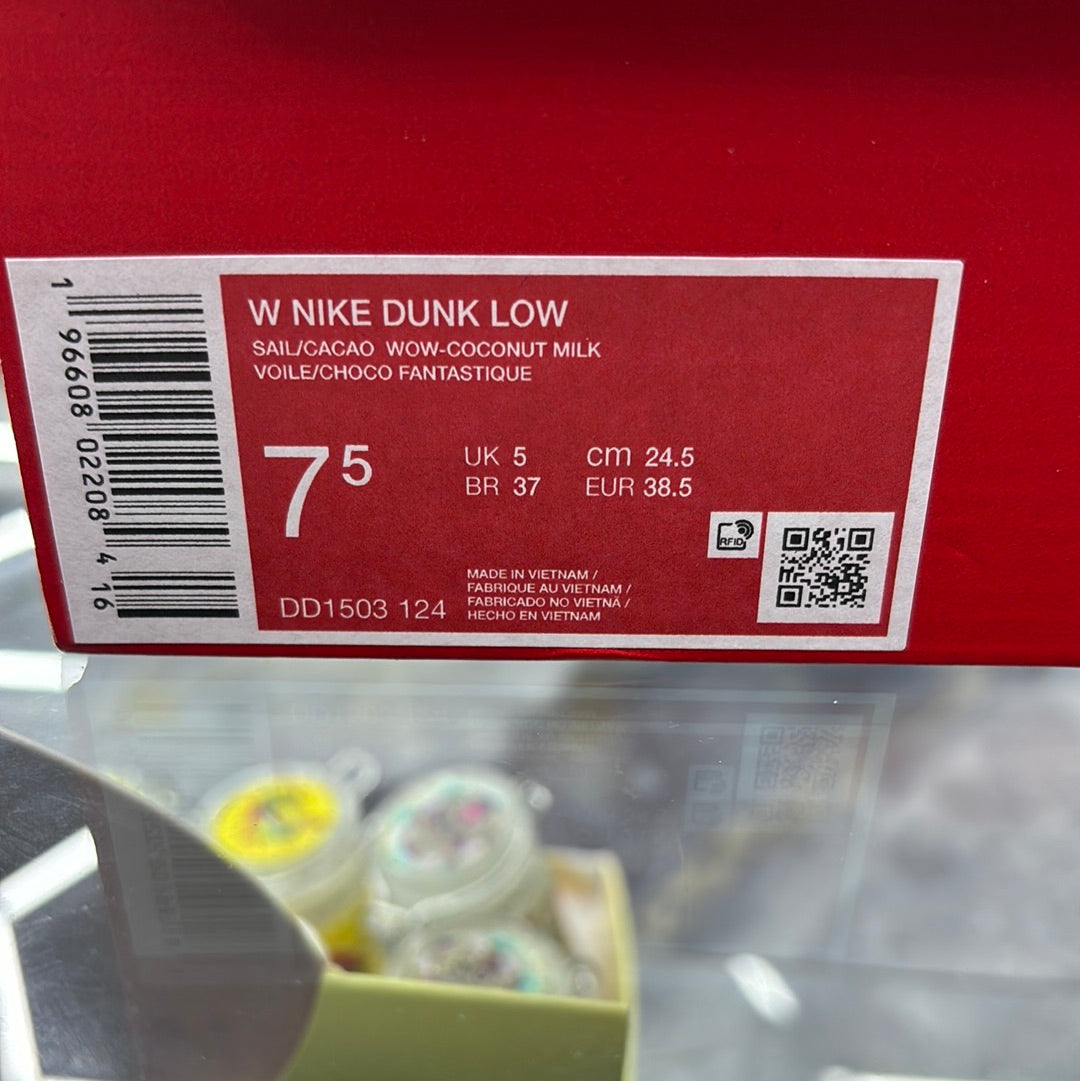 1 96608 02208 4 16
W NIKE DUNK LOW
SAIL/CACAO  WOW-COCONUT MILK
VOILE/CHOCO FANTASTIQUE
7 5
UK 5
cm 24.5
BR 37
EUR 38.5
RFID
MADE IN VIETNAM /
FABRIQUE AU VIETNAM /
FABRICADO NO VIETNÃ /
HECHO EN VIETNAM
DD1503 124